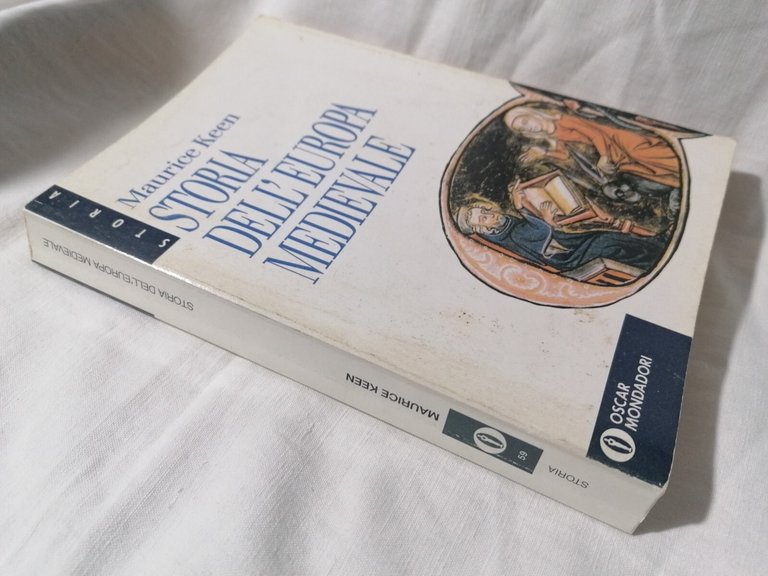 STORIA
Maurice Keen
STORIA
DELL'EUROPA
MEDIEVALE
OSCAR
MONDADORI
STORIA DELL'EUROPA MEDIEVALE
MAURICE KEEN
59
STORIA